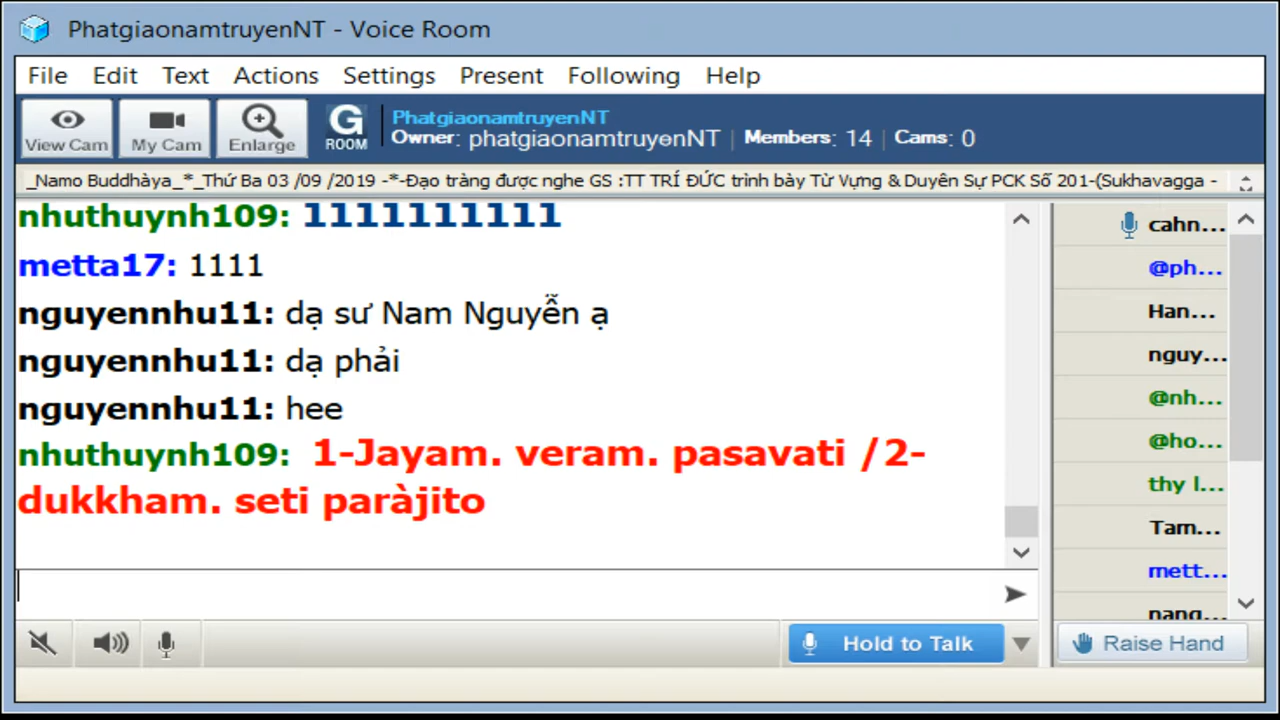 PhatgiaonamtruyenNT - Voice Room
File Edit Text Actions Settings Present Following Help
View Cam My Cam Enlarge G ROOM
PhatgiaonamtruyenNT
Owner: phatgiaonamtruyenNT | Members: 14 | Cams: 0
_Namo Buddhàya_*_Thứ Ba 03 /09 /2019 -*-Đạo tràng được nghe GS :TT TRÍ ĐỨC trình bày Từ Vựng & Duyên Sự PCK Số 201-(Sukhavagga -
nhuthuynh109: 1111111111
metta17: 1111
nguyennhu11: dạ sư Nam Nguyễn ạ
nguyennhu11: dạ phải
nguyennhu11: hee
nhuthuynh109: 1-Jayam. veram. pasavati /2-
dukkham. seti paràjito
cahn...
@ph...
Han...
nguy...
@nh...
@ho...
thy l...
Tam...
mett...
nang...
Hold to Talk
Raise Hand